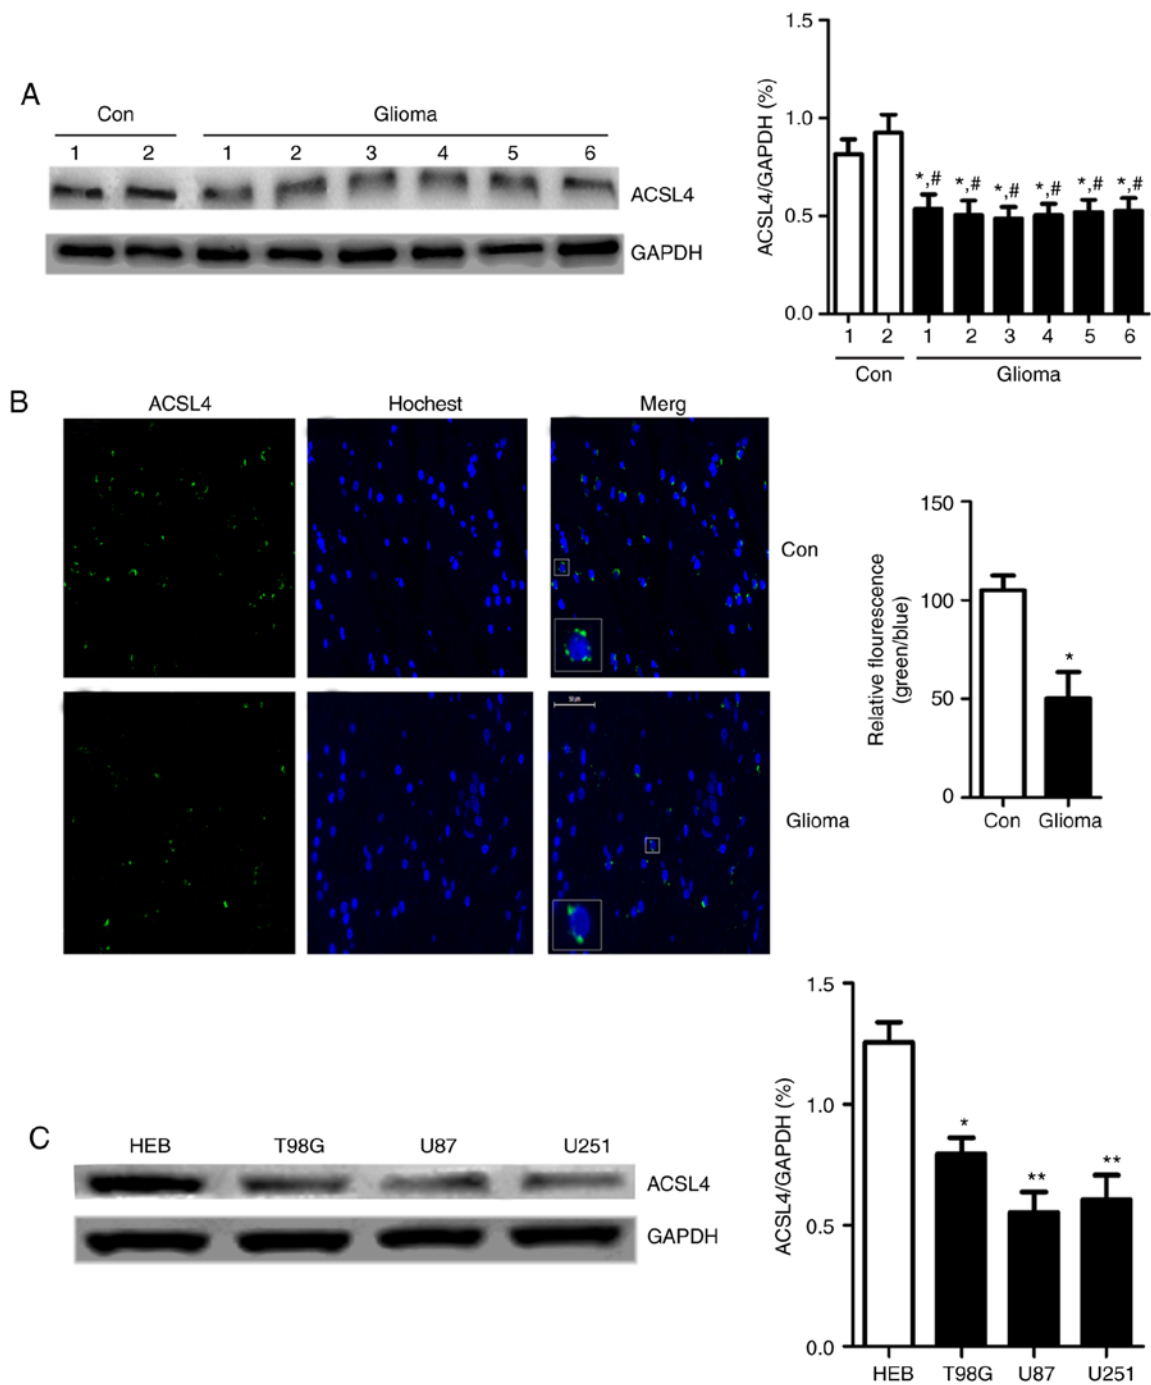 A
Con
Glioma
1 2 1 2 3 4 5 6
ACSL4
GAPDH
ACSL4/GAPDH (%)
1.5
1.0
0.5
0.0
*,# *,# *,# *,# *,# *,#
1 2 1 2 3 4 5 6
Con
Glioma
B
ACSL4
Hochest
Merg
Con
Glioma
Relative flourescence
(green/blue)
150
100
50
0
*
Con Glioma
C
HEB T98G U87 U251
ACSL4
GAPDH
ACSL4/GAPDH (%)
1.5
1.0
0.5
0.0
* ** **
HEB T98G U87 U251